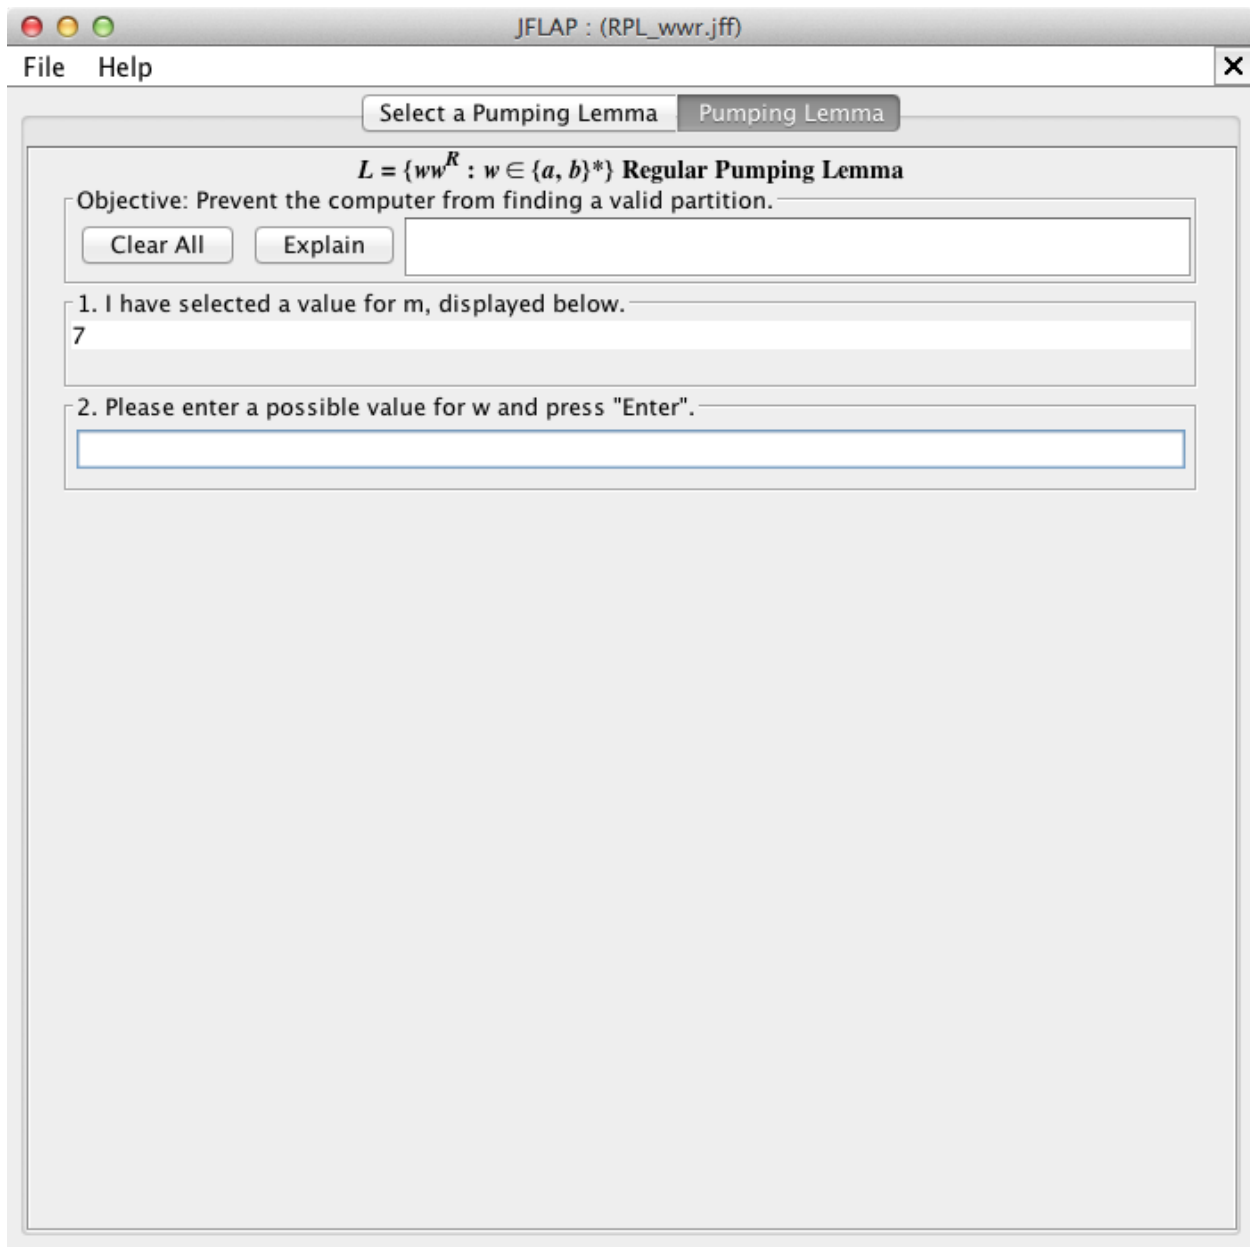 JFLAP : (RPL_wwr.jff)
File Help
Select a Pumping Lemma Pumping Lemma
L = {ww^R : w ∈ {a, b}*} Regular Pumping Lemma
Objective: Prevent the computer from finding a valid partition.
Clear All Explain
1. I have selected a value for m, displayed below.
7
2. Please enter a possible value for w and press "Enter".